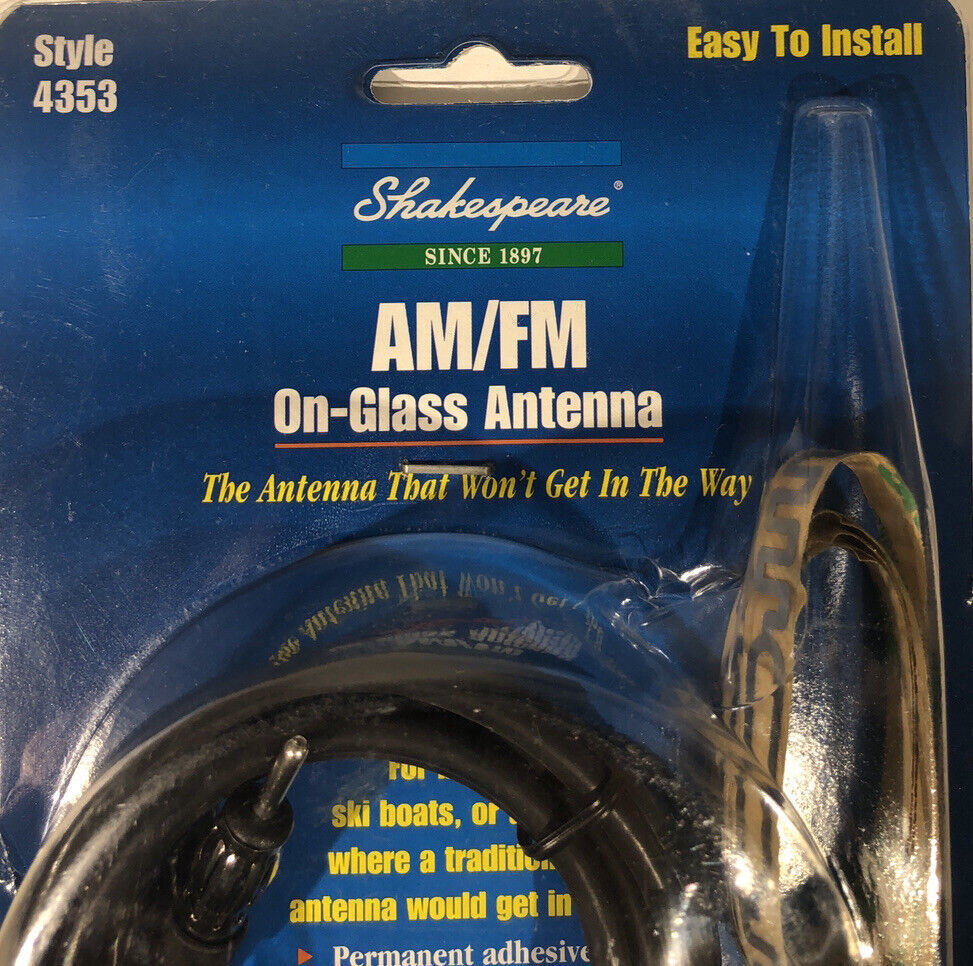 Style
4353
Easy To Install
Shakespeare®
SINCE 1897
AM/FM
On-Glass Antenna
The Antenna That Won't Get In The Way
For
ski boats, or
where a
antenna would get in
Permanent adhesive